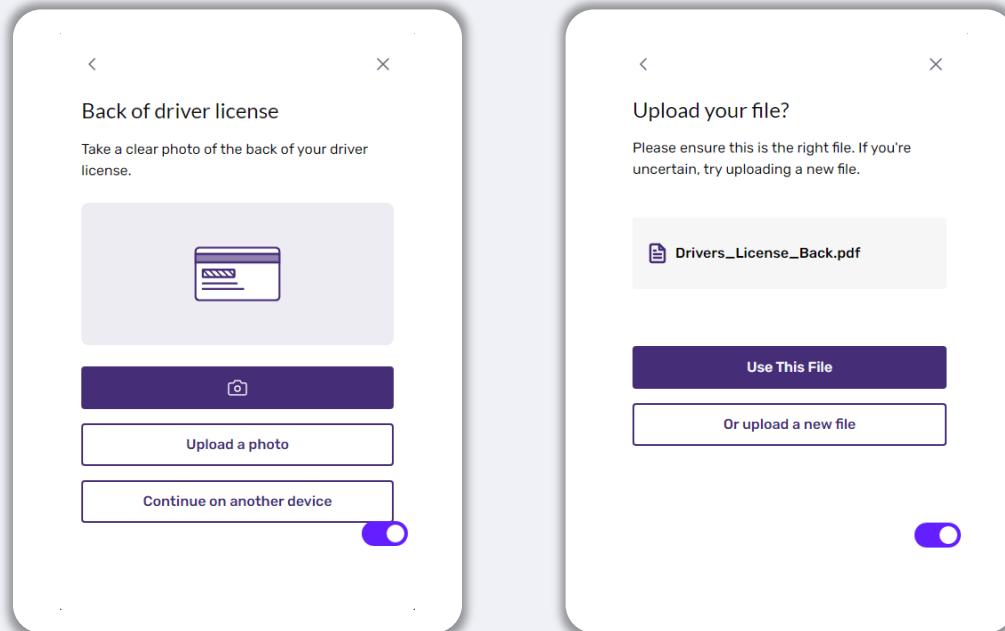 Back of driver license
Take a clear photo of the back of your driver
license.
Upload a photo
Continue on another device
Upload your file?
Please ensure this is the right file. If you're
uncertain, try uploading a new file.
Drivers_License_Back.pdf
Use This File
Or upload a new file